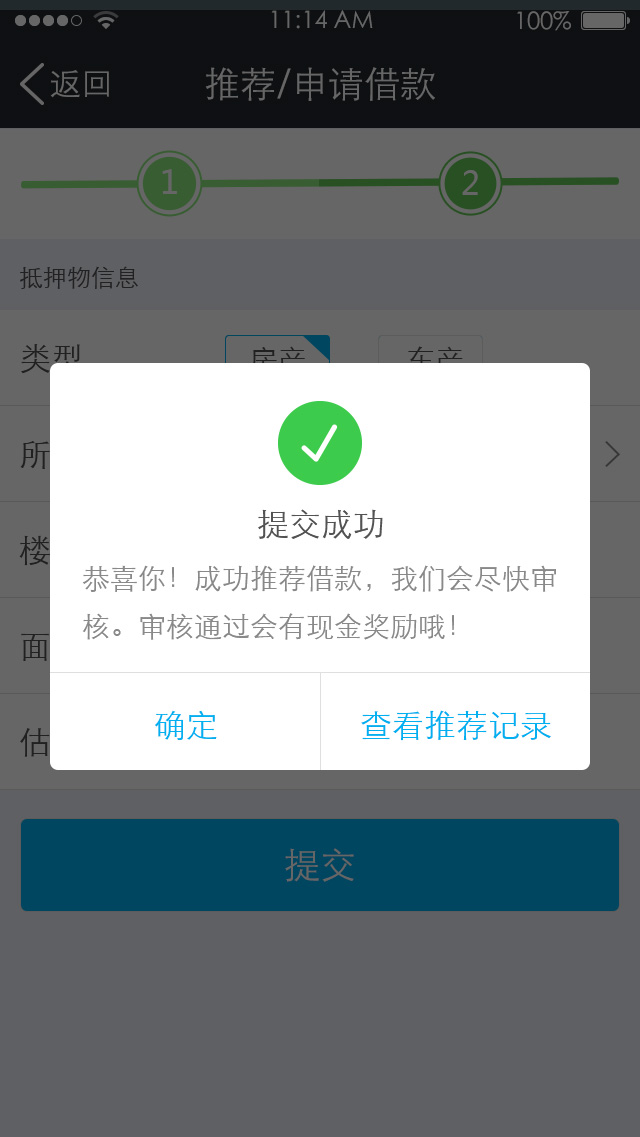 11:14 AM 100%
返回 推荐/申请借款
1 2
抵押物信息
类型 房产 车产
所
楼
面
估
提交成功
恭喜你！成功推荐借款，我们会尽快审
核。审核通过会有现金奖励哦！
确定 查看推荐记录
提交